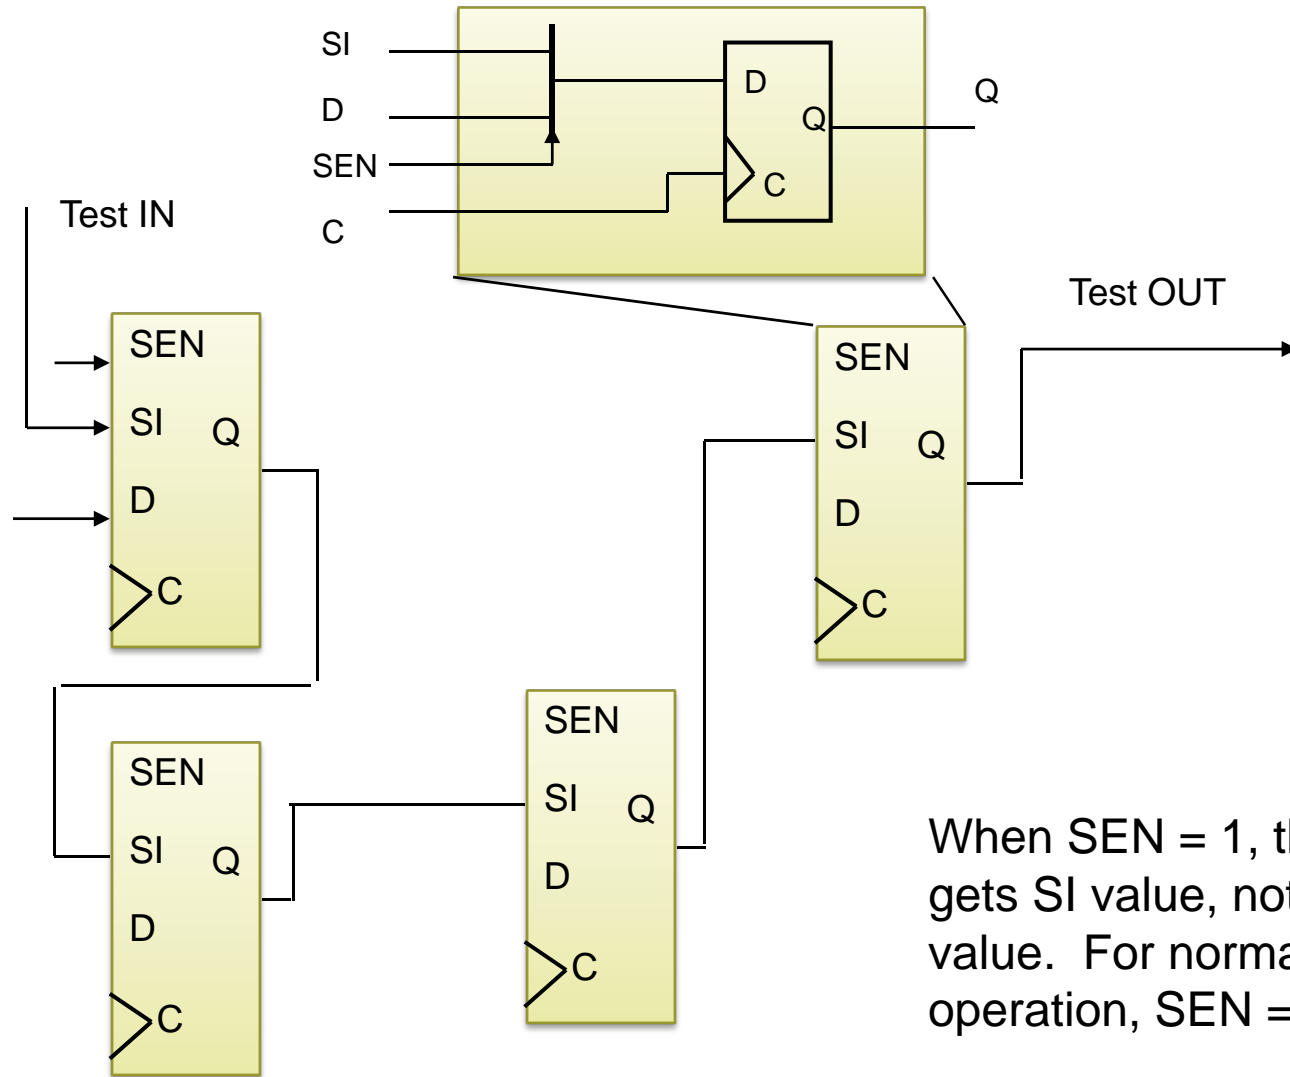 SI
D
SEN
C
D
Q
C
Q
Test IN
Test OUT
SEN
SI
Q
D
C
SEN
SI
Q
D
C
SEN
SI
Q
D
C
SEN
SI
Q
D
C
When SEN = 1,
gets SI value,
value. For
operation, SEN =